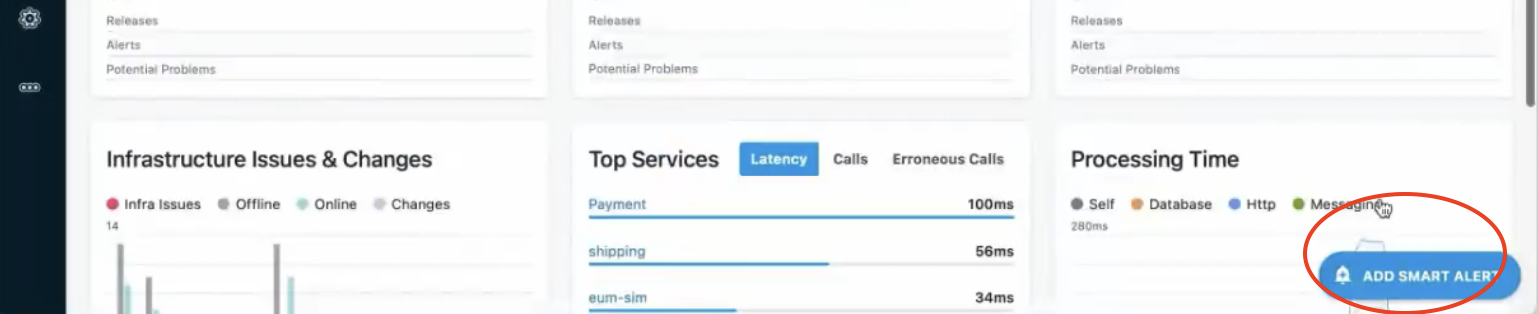 Releases
Alerts
Potential Problems
Releases
Alerts
Potential Problems
Releases
Alerts
Potential Problems
Infrastructure Issues & Changes
Infra Issues Offline Online Changes
14
Top Services Latency Calls Erroneous Calls
Payment 100ms
shipping 56ms
eum-sim 34ms
Processing Time
Self Database Http Messaging
280ms
ADD SMART ALERT